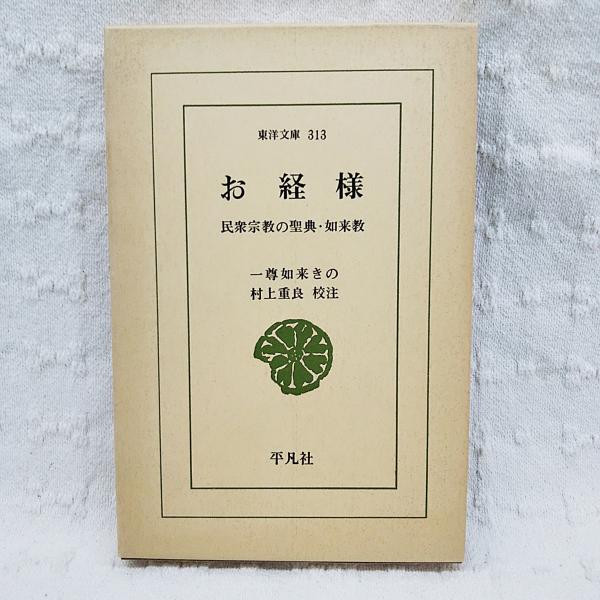 東洋文庫 313
お経様
民衆宗教の聖典・如来教
一尊如来きの
村上重良 校注
平凡社